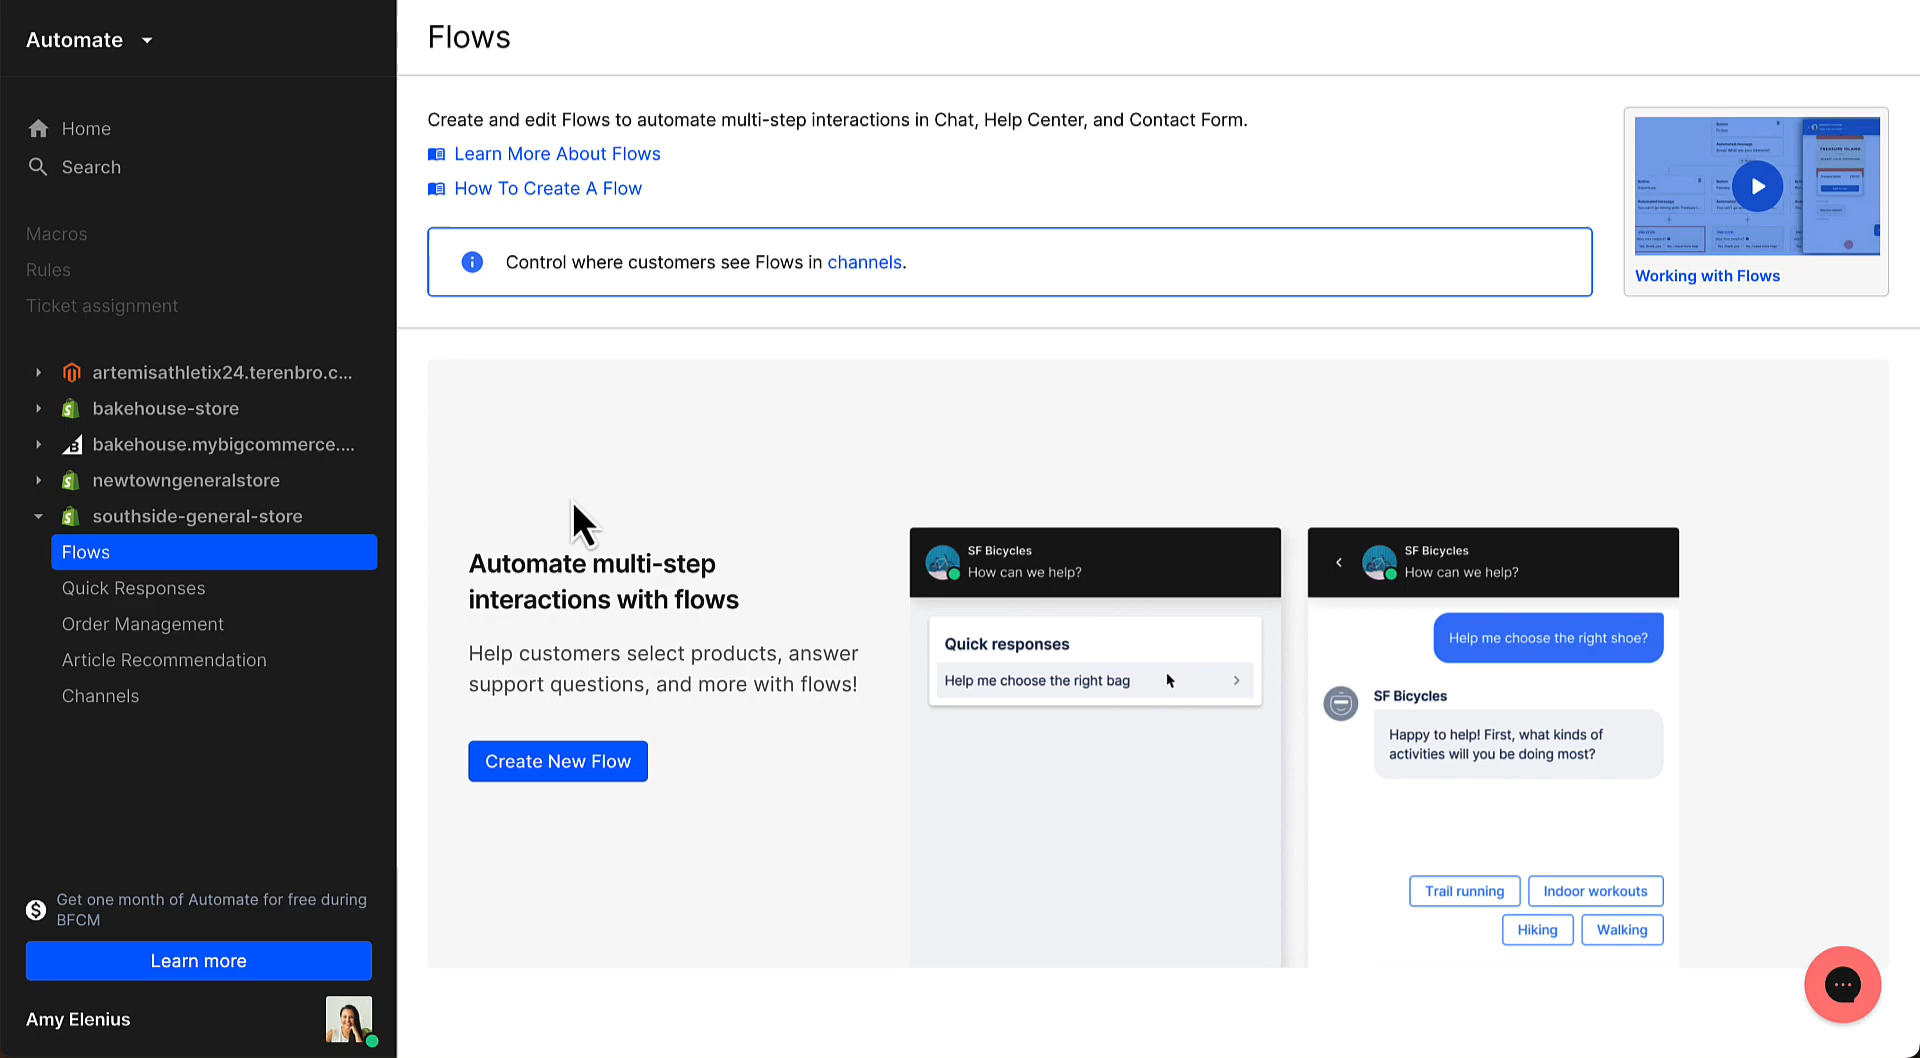 Automate
Home
Search
Macros
Rules
Ticket assignment
artemisathletix24.terenbro.c...
bakehouse-store
bakehouse.mybigcommerce....
newtowngeneralstore
southside-general-store
Flows
Quick Responses
Order Management
Article Recommendation
Channels
Get one month of Automate for free during
BFCM
Learn more
Amy Elenius
Flows
Create and edit Flows to automate multi-step interactions in Chat, Help Center, and Contact Form.
Learn More About Flows
How To Create A Flow
Control where customers see Flows in channels.
TREASURE ISLAND
Working with Flows
Automate multi-step
interactions with flows
Help customers select products, answer
support questions, and more with flows!
Create New Flow
SF Bicycles
How can we help?
Quick responses
Help me choose the right bag
SF Bicycles
How can we help?
Help me choose the right shoe?
SF Bicycles
Happy to help! First, what kinds of
activities will you be doing most?
Trail running
Indoor workouts
Hiking
Walking